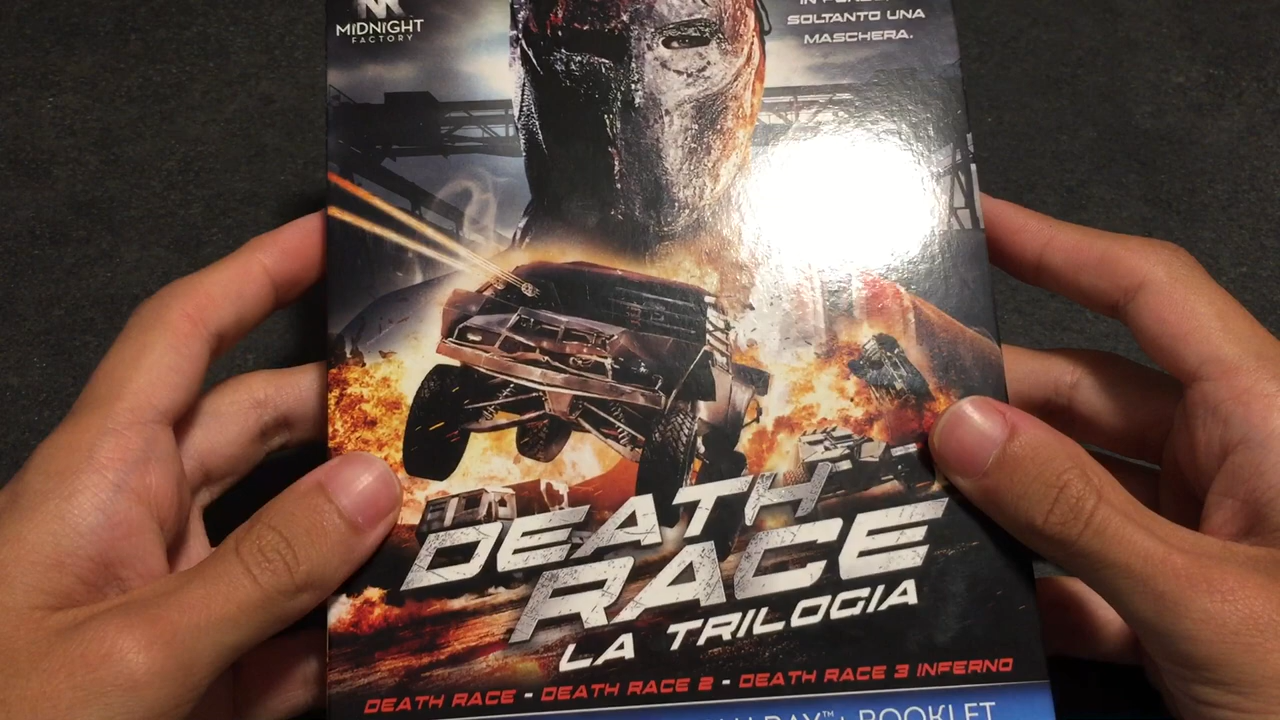 MIDNIGHT
FACTORY
SOLTANTO UNA
MASCHERA.
DEATH
RACE
LA TRILOGIA
DEATH RACE - DEATH RACE 2 - DEATH RACE 3 INFERNO
BOOKLET